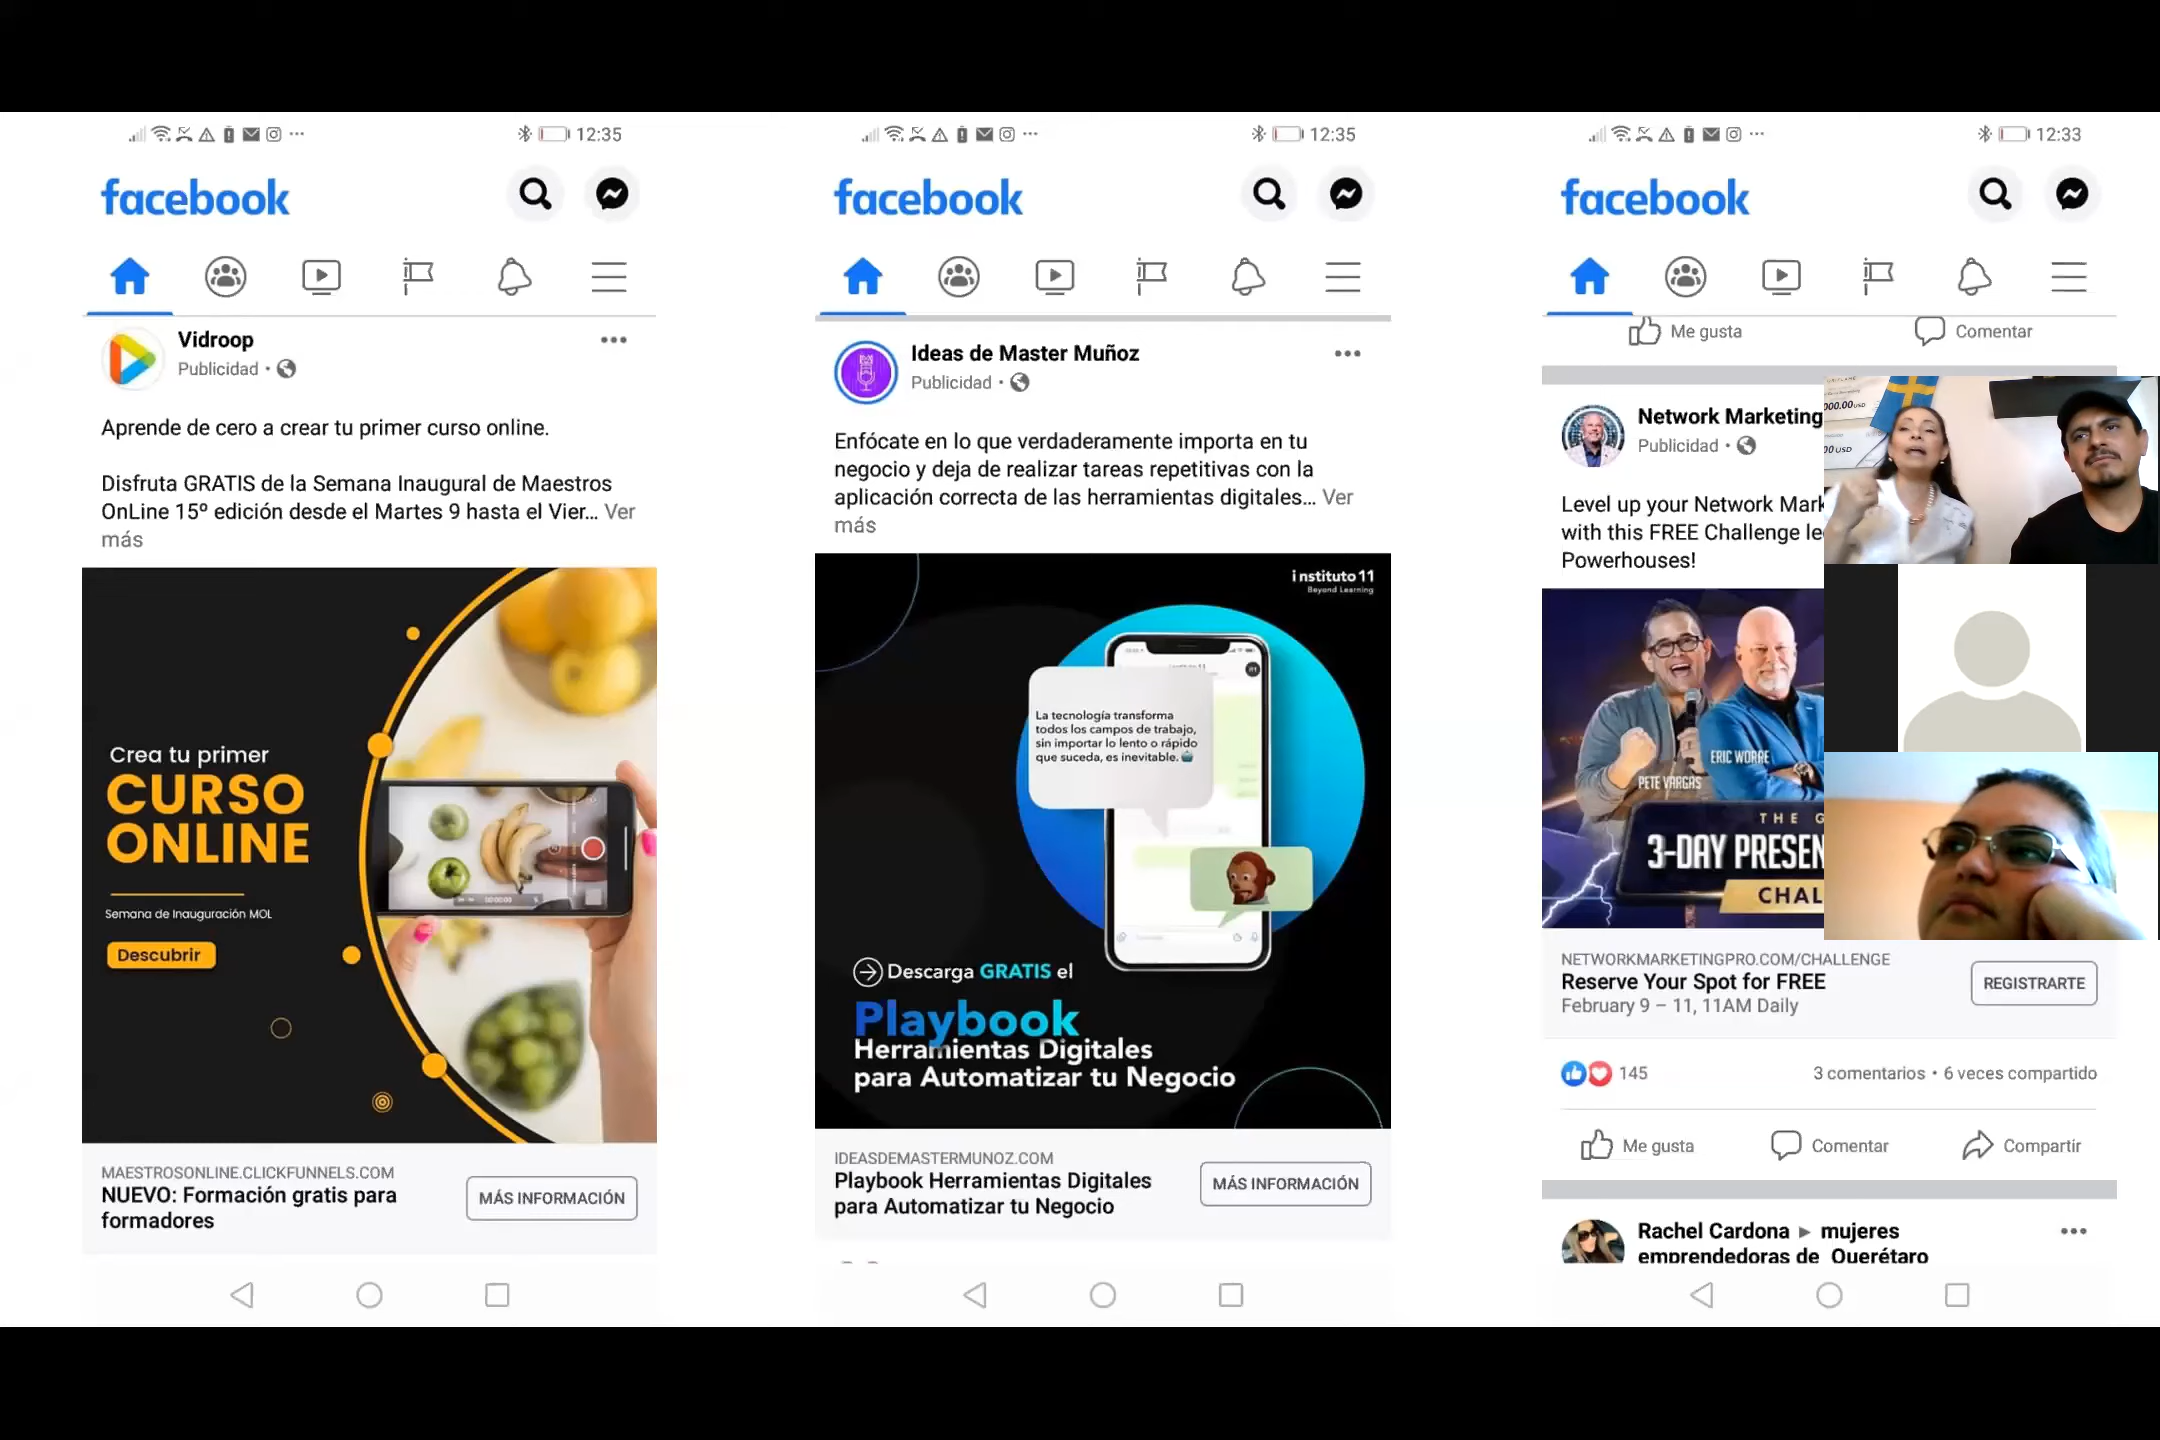 12:35
facebook
Vidroop
Publicidad
Aprende de cero a crear tu primer curso online.
Disfruta GRATIS de la Semana Inaugural de Maestros
OnLine 15º edición desde el Martes 9 hasta el Vier... Ver
más
Crea tu primer
CURSO
ONLINE
Semana de Inauguración MOL
Descubrir
MAESTROSONLINE.CLICKFUNNELS.COM
NUEVO: Formación gratis para
formadores
MÁS INFORMACIÓN
12:35
facebook
Ideas de Master Muñoz
Publicidad
Enfócate en lo que verdaderamente importa en tu
negocio y deja de realizar tareas repetitivas con la
aplicación correcta de las herramientas digitales... Ver
más
instituto 11
Beyond Learning
La tecnología transforma
todos los campos de trabajo,
sin importar lo lento o rápido
que suceda, es inevitable.
Descarga GRATIS el
Playbook
Herramientas Digitales
para Automatizar tu Negocio
IDEASDEMASTERMUNOZ.COM
Playbook Herramientas Digitales
para Automatizar tu Negocio
MÁS INFORMACIÓN
12:33
facebook
Me gusta
Comentar
Network Marketing
Publicidad
Level up your Network Mark
with this FREE Challenge le
Powerhouses!
000.00 USD
00 USD
ERIC WORRE
PETE VARGAS
THE G
3-DAY PRESEN
CHAL
NETWORKMARKETINGPRO.COM/CHALLENGE
Reserve Your Spot for FREE
February 9 – 11, 11AM Daily
REGISTRARTE
145
3 comentarios • 6 veces compartido
Me gusta
Comentar
Compartir
Rachel Cardona ▸ mujeres
emprendedoras de Querétaro